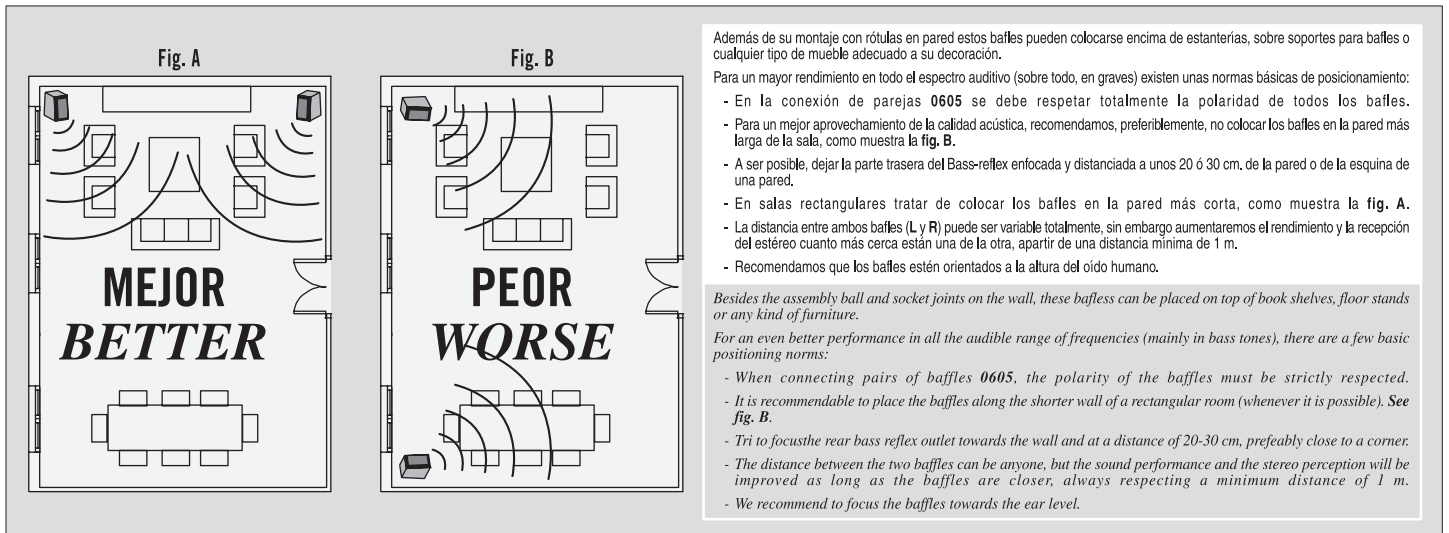 Fig. A
MEJOR
BETTER
Fig. B
PEOR
WORSE
Además de su montaje con rótulas en pared estos bafles pueden colocarse encima de estanterías, sobre soportes para bafles o
cualquier tipo de mueble adecuado a su decoración.
Para un mayor rendimiento en todo el espectro auditivo (sobre todo, en graves) existen unas normas básicas de posicionamiento:
- En la conexión de parejas 0605 se debe respetar totalmente la polaridad de todos los bafles.
- Para un mejor aprovechamiento de la calidad acústica, recomendamos, preferiblemente, no colocar los bafles en la pared más
larga de la sala, como muestra la fig. B.
- A ser posible, dejar la parte trasera del Bass-reflex enfocada y distanciada a unos 20 ó 30 cm. de la pared o de la esquina de
una pared.
- En salas rectangulares tratar de colocar los bafles en la pared más corta, como muestra la fig. A.
- La distancia entre ambos bafles (L y R) puede ser variable totalmente, sin embargo aumentaremos el rendimiento y la recepción
del estéreo cuanto más cerca están una de la otra, apartir de una distancia mínima de 1 m.
- Recomendamos que los bafles estén orientados a la altura del oído humano.
Besides the assembly ball and socket joints on the wall, these bafless can be placed on top of book shelves, floor stands
or any kind of furniture.
For an even better performance in all the audible range of frequencies (mainly in bass tones), there are a few basic
positioning norms:
- When connecting pairs of baffles 0605, the polarity of the baffles must be strictly respected.
- It is recommendable to place the baffles along the shorter wall of a rectangular room (whenever it is possible). See
fig. B.
- Tri to focusthe rear bass reflex outlet towards the wall and at a distance of 20-30 cm, prefeably close to a corner.
- The distance between the two baffles can be anyone, but the sound performance and the stereo perception will be
improved as long as the baffles are closer, always respecting a minimum distance of 1 m.
- We recommend to focus the baffles towards the ear level.